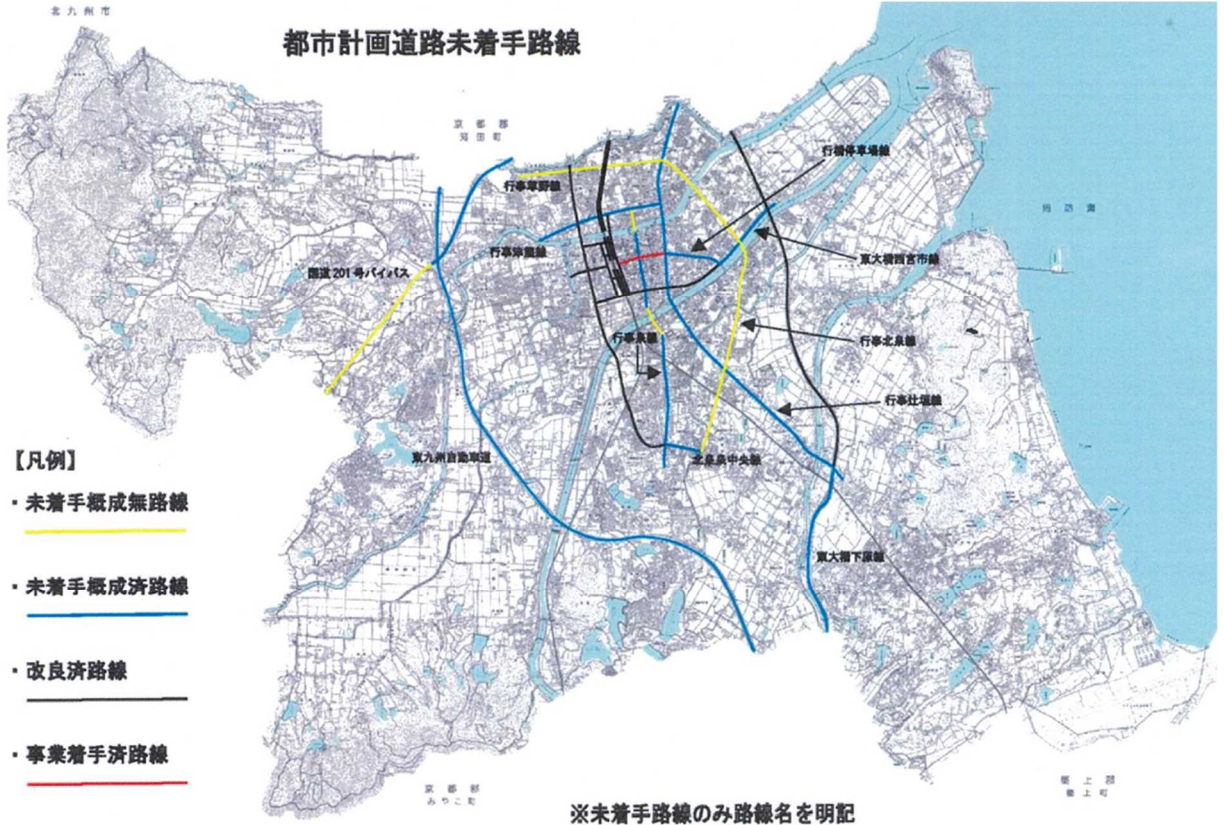 北九州市
都市計画道路未着手路線
京都郡
苅田町
行橋停車場線
行事草野線
行事常龍線
国道201号バイパス
東大橋西宮市線
周防灘
行事泉線
行事北泉線
行事辻垣線
東九州自動車道
北泉泉中央線
【凡例】
・未着手概成無路線
・未着手概成済路線
東大橋下原線
・改良済路線
・事業着手済路線
京都郡
みやこ町
築上郡
築上町
※未着手路線のみ路線名を明記